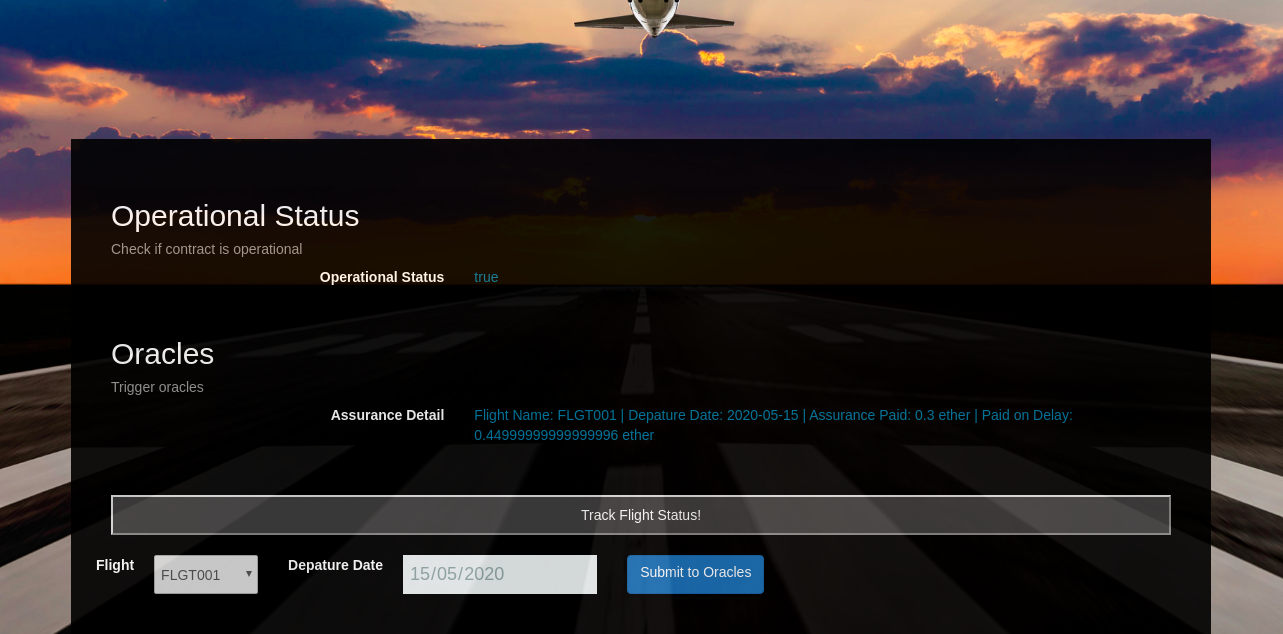 Operational Status
Check if contract is operational
Operational Status true
Oracles
Trigger oracles
Assurance Detail Flight Name: FLGT001 | Depature Date: 2020-05-15 | Assurance Paid: 0.3 ether | Paid on Delay:
0.44999999999999996 ether
Track Flight Status!
Flight FLGT001 Depature Date 15/05/2020 Submit to Oracles